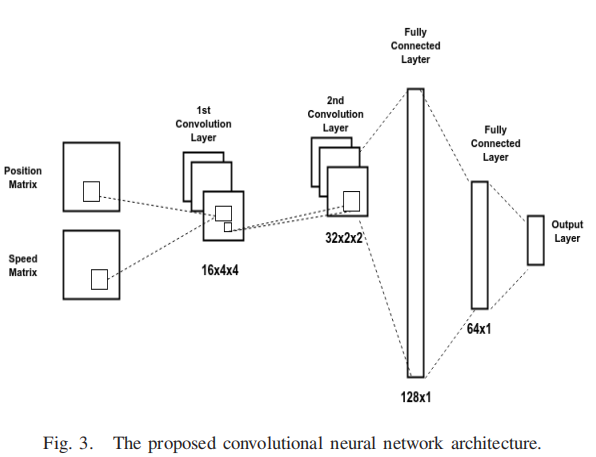 Fully
Connected
Layter
2nd
Convolution
Layer
1st
Convolution
Layer
Fully
Connected
Layer
Position
Matrix
Output
Layer
Speed
Matrix
16x4x4
32x2x2
64x1
128x1
Fig. 3. The proposed convolutional neural network architecture.